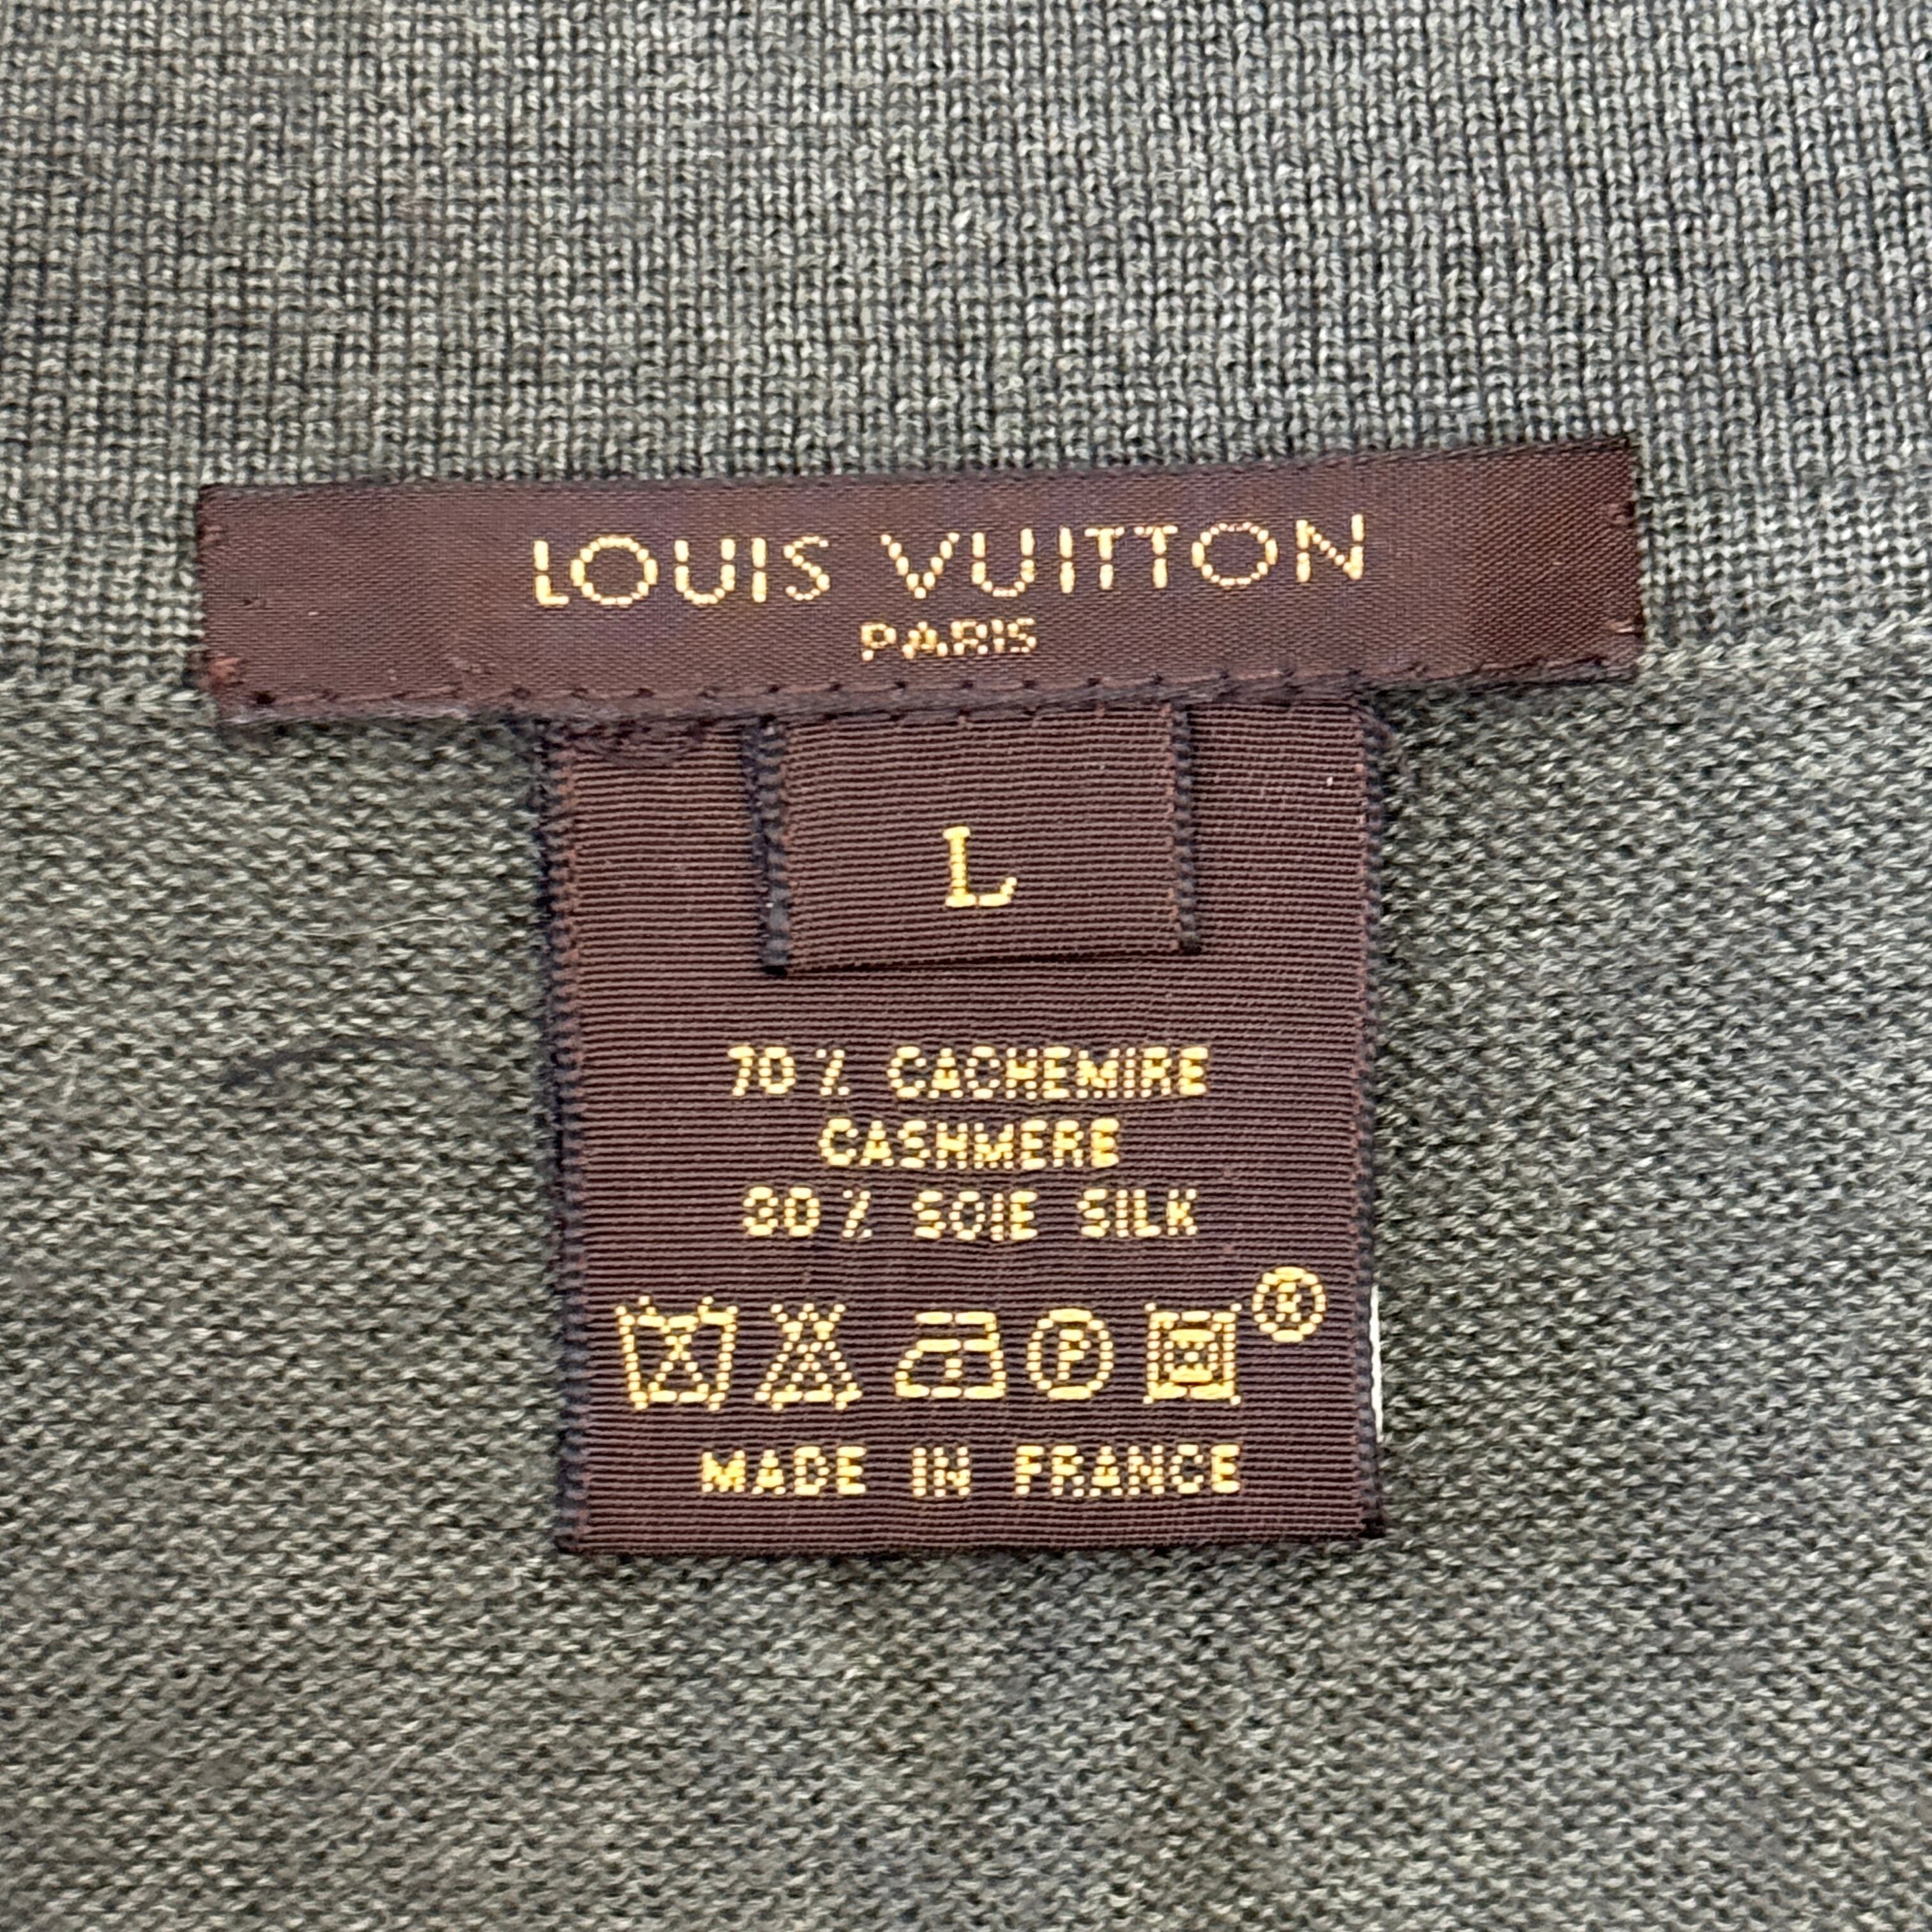 LOUIS VUITTON
PARIS
L
70% CACHEMIRE
CASHMERE
30% SOIE SILK
P ®
MADE IN FRANCE